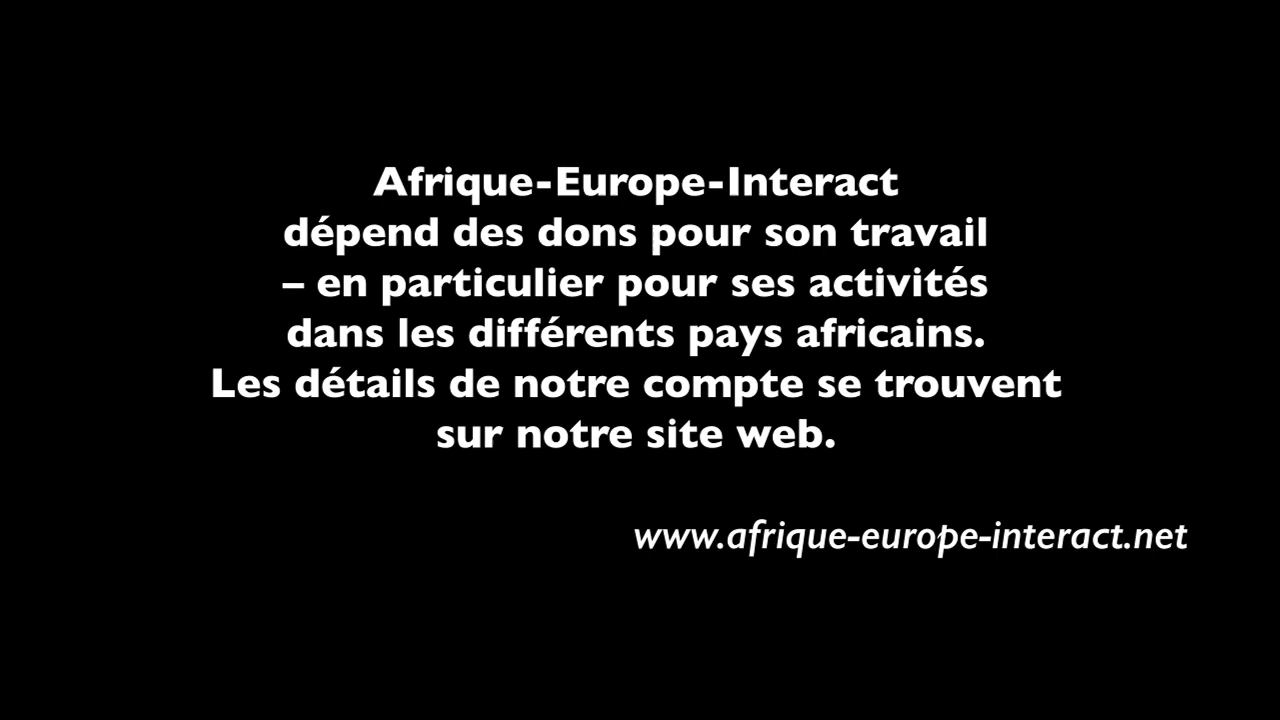 Afrique-Europe-Interact
dépend des dons pour son travail
– en particulier pour ses activités
dans les différents pays africains.
Les détails de notre compte se trouvent
sur notre site web.
www.afrique-europe-interact.net